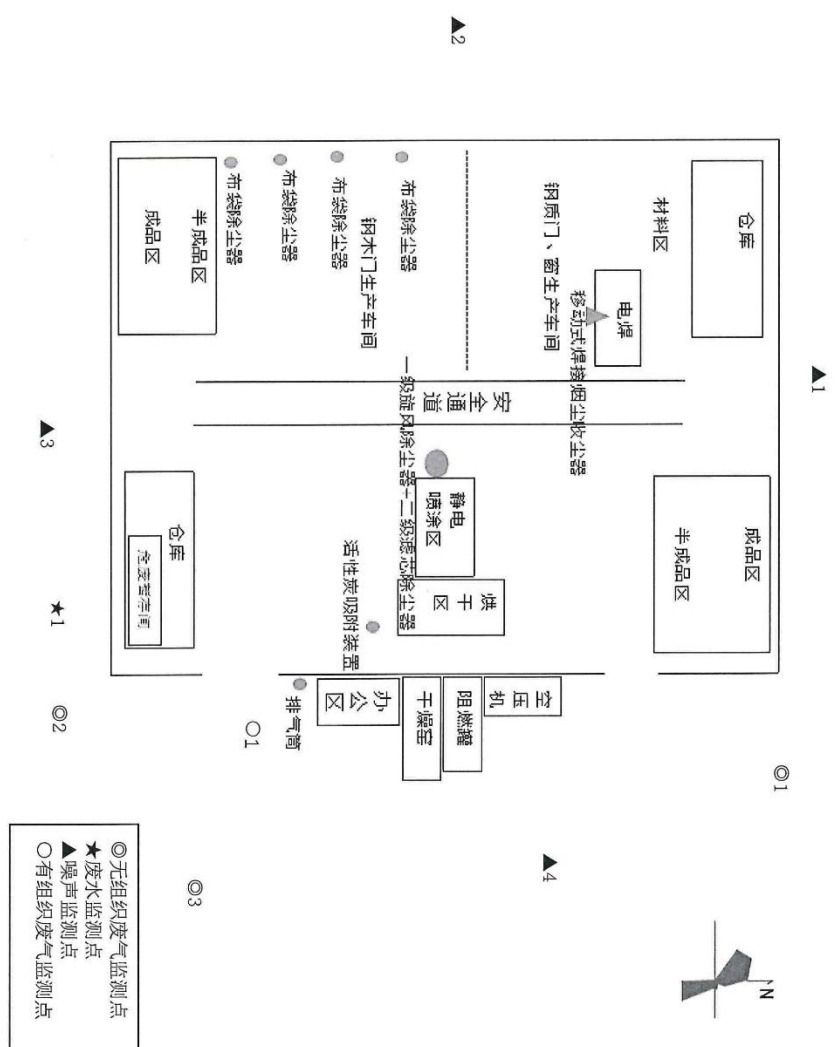 ▲1
◎1
N
仓库
成品区
半成品区
材料区
电焊
移动式焊接烟尘收尘器
钢质门、窗生产车间
▲4
空压机
阻燃罐
干燥窑
办公区
▲2
安全通道
静电
喷涂区
烘干区
一级旋风除尘器+二级滤芯除尘器
布袋除尘器
钢木门生产车间
布袋除尘器
布袋除尘器
布袋除尘器
活性炭吸附装置
排气筒
○1
半成品区
成品区
仓库
危废暂存间
◎3
▲3
★1
◎2
◎无组织废气监测点
★废水监测点
▲噪声监测点
○有组织废气监测点